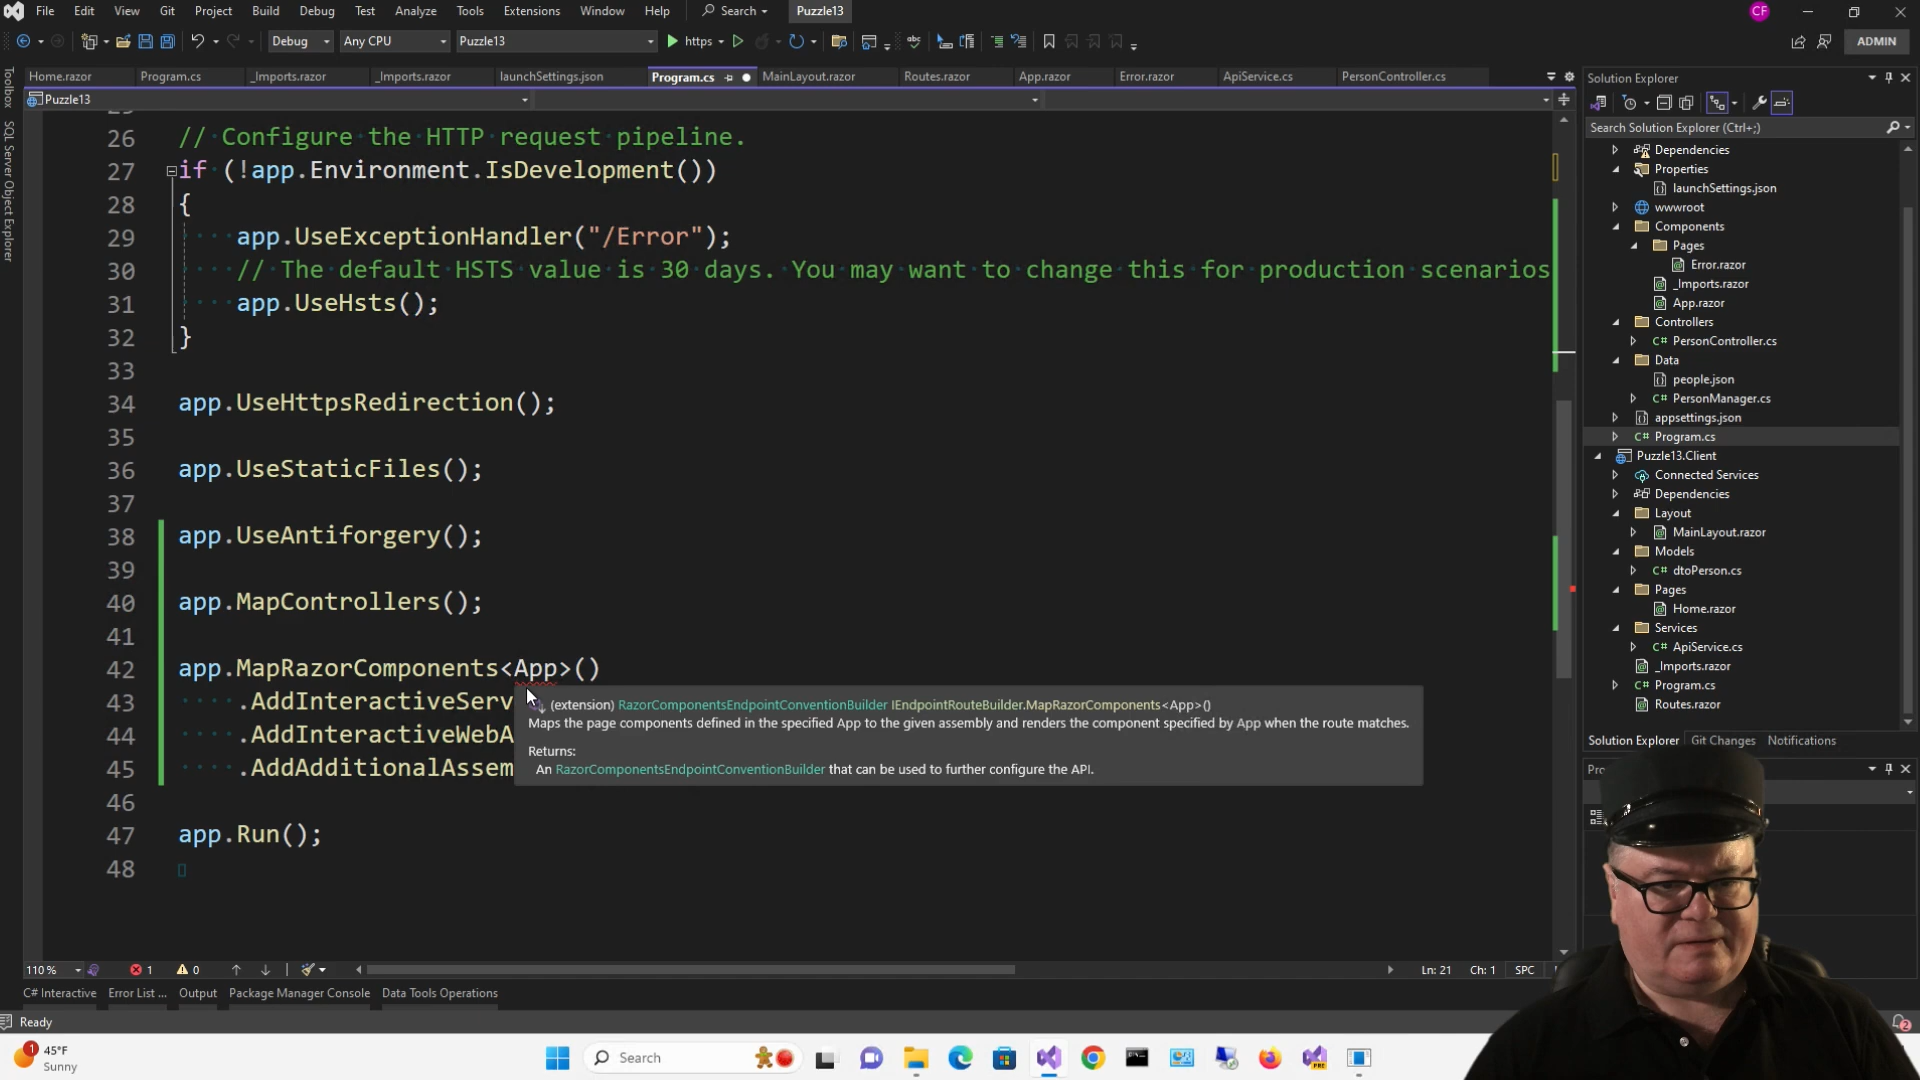 File Edit View Git Project Build Debug Test Analyze Tools Extensions Window Help Search Puzzle13 CF
Debug Any CPU Puzzle13 https ADMIN
Home.razor Program.cs _Imports.razor _Imports.razor launchSettings.json Program.cs MainLayout.razor Routes.razor App.razor Error.razor ApiService.cs PersonController.cs
Puzzle13
Toolbox
SQL Server Object Explorer
26 // Configure the HTTP request pipeline.
27 if (!app.Environment.IsDevelopment())
28 {
29 app.UseExceptionHandler("/Error");
30 // The default HSTS value is 30 days. You may want to change this for production scenarios
31 app.UseHsts();
32 }
33
34 app.UseHttpsRedirection();
35
36 app.UseStaticFiles();
37
38 app.UseAntiforgery();
39
40 app.MapControllers();
41
42 app.MapRazorComponents<App>()
43 .AddInteractiveServ
44 .AddInteractiveWebA
45 .AddAdditionalAssem
46
47 app.Run();
48
(extension) RazorComponentsEndpointConventionBuilder IEndpointRouteBuilder.MapRazorComponents<App>()
Maps the page components defined in the specified App to the given assembly and renders the component specified by App when the route matches.
Returns:
An RazorComponentsEndpointConventionBuilder that can be used to further configure the API.
Solution Explorer
Search Solution Explorer (Ctrl+;)
Dependencies
Properties
launchSettings.json
wwwroot
Components
Pages
Error.razor
_Imports.razor
App.razor
Controllers
C# PersonController.cs
Data
people.json
C# PersonManager.cs
appsettings.json
C# Program.cs
Puzzle13.Client
Connected Services
Dependencies
Layout
MainLayout.razor
Models
C# dtoPerson.cs
Pages
Home.razor
Services
C# ApiService.cs
_Imports.razor
C# Program.cs
Routes.razor
Solution Explorer Git Changes Notifications
110 % 1 0 Ln: 21 Ch: 1 SPC
C# Interactive Error List ... Output Package Manager Console Data Tools Operations
Ready 2
1 45°F
Sunny
Search